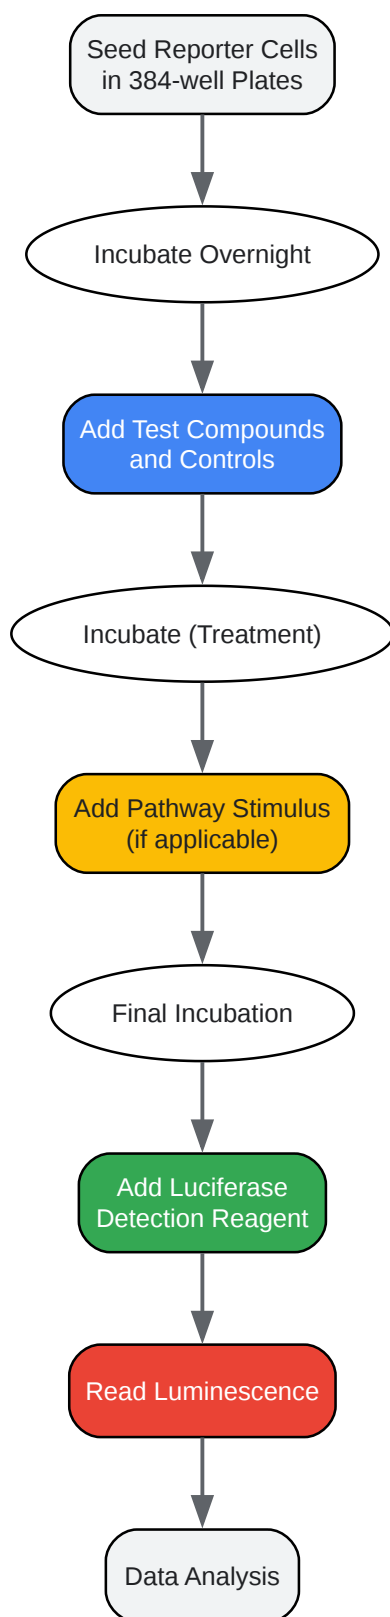 Seed Reporter Cells
in 384-well Plates
Incubate Overnight
Add Test Compounds
and Controls
Incubate (Treatment)
Add Pathway Stimulus
(if applicable)
Final Incubation
Add Luciferase
Detection Reagent
Read Luminescence
Data Analysis